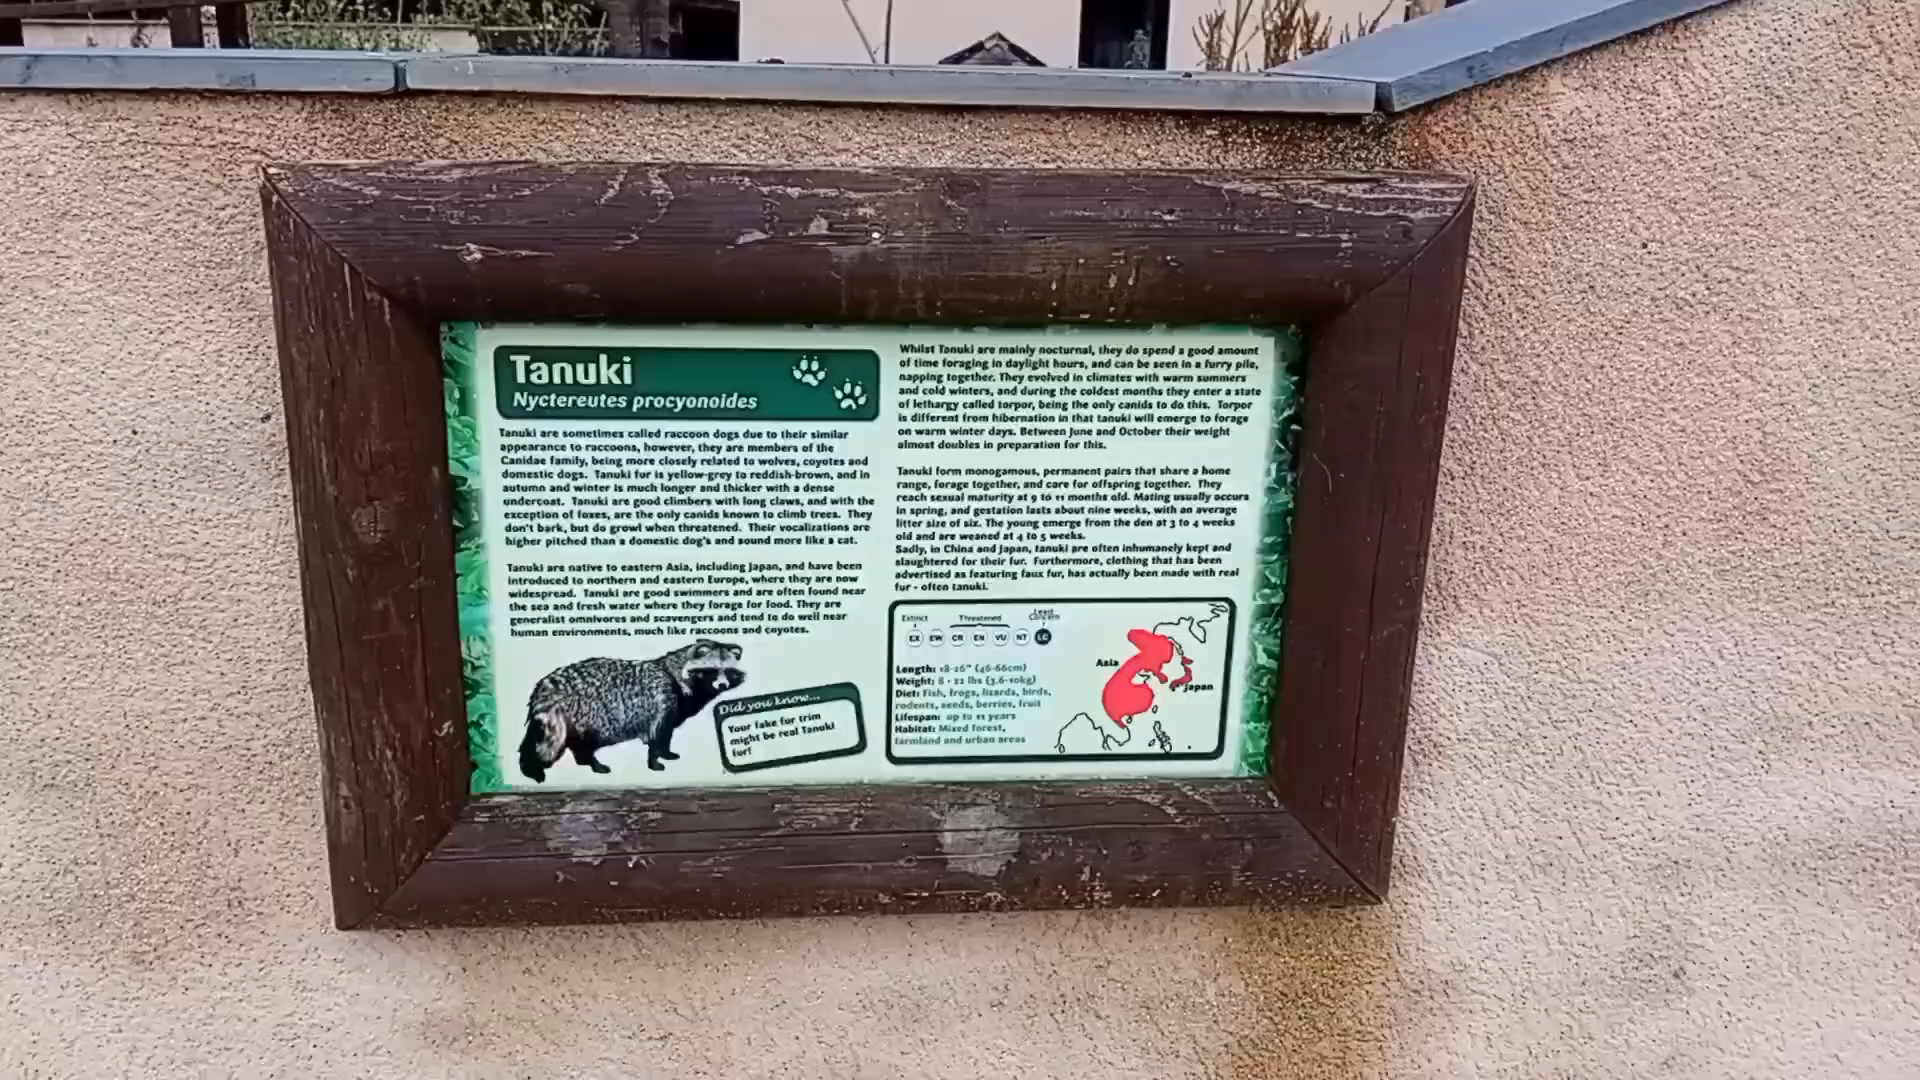 Tanuki
Nyctereutes procyonoides
Tanuki are sometimes called raccoon dogs due to their similar
appearance to raccoons, however, they are members of the
Canidae family, being more closely related to wolves, coyotes and
domestic dogs. Tanuki fur is yellow-grey to reddish-brown, and in
autumn and winter is much longer and thicker with a dense
undercoat. Tanuki are good climbers with long claws, and with the
exception of foxes, are the only canids known to climb trees. They
don't bark, but do growl when threatened. Their vocalizations are
higher pitched than a domestic dog's and sound more like a cat.
Tanuki are native to eastern Asia, including Japan, and have been
introduced to northern and eastern Europe, where they are now
widespread. Tanuki are good swimmers and are often found near
the sea and fresh water where they forage for food. They are
generalist omnivores and scavengers and tend to do well near
human environments, much like raccoons and coyotes.
Did you know...
Your fake fur trim
might be real Tanuki
fur!
Whilst Tanuki are mainly nocturnal, they do spend a good amount
of time foraging in daylight hours, and can be seen in a furry pile,
napping together. They evolved in climates with warm summers
and cold winters, and during the coldest months they enter a state
of lethargy called torpor, being the only canids to do this. Torpor
is different from hibernation in that tanuki will emerge to forage
on warm winter days. Between June and October their weight
almost doubles in preparation for this.
Tanuki form monogamous, permanent pairs that share a home
range, forage together, and care for offspring together. They
reach sexual maturity at 9 to 11 months old. Mating usually occurs
in spring, and gestation lasts about nine weeks, with an average
litter size of six. The young emerge from the den at 3 to 4 weeks
old and are weaned at 4 to 5 weeks.
Sadly, in China and Japan, tanuki are often inhumanely kept and
slaughtered for their fur. Furthermore, clothing that has been
advertised as featuring faux fur, has actually been made with real
fur - often tanuki.
Extinct Threatened Least Concern
EX EW CR EN VU NT LC
Length: 18-26" (46-66cm)
Weight: 8 - 22 lbs (3.6-10kg)
Diet: Fish, frogs, lizards, birds,
rodents, seeds, berries, fruit
Lifespan: up to 11 years
Habitat: Mixed forest,
farmland and urban areas
Asia
Japan